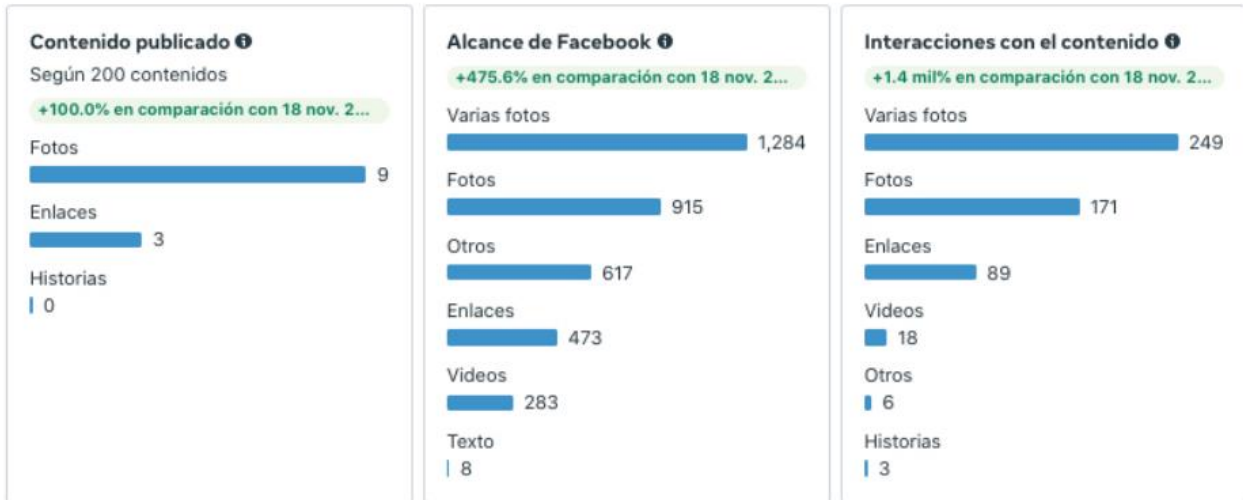 Contenido publicado
Según 200 contenidos
+100.0% en comparación con 18 nov. 2...
Fotos
9
Enlaces
3
Historias
0
Alcance de Facebook
+475.6% en comparación con 18 nov. 2...
Varias fotos
1,284
Fotos
915
Otros
617
Enlaces
473
Videos
283
Texto
8
Interacciones con el contenido
+1.4 mil% en comparación con 18 nov. 2...
Varias fotos
249
Fotos
171
Enlaces
89
Videos
18
Otros
6
Historias
3